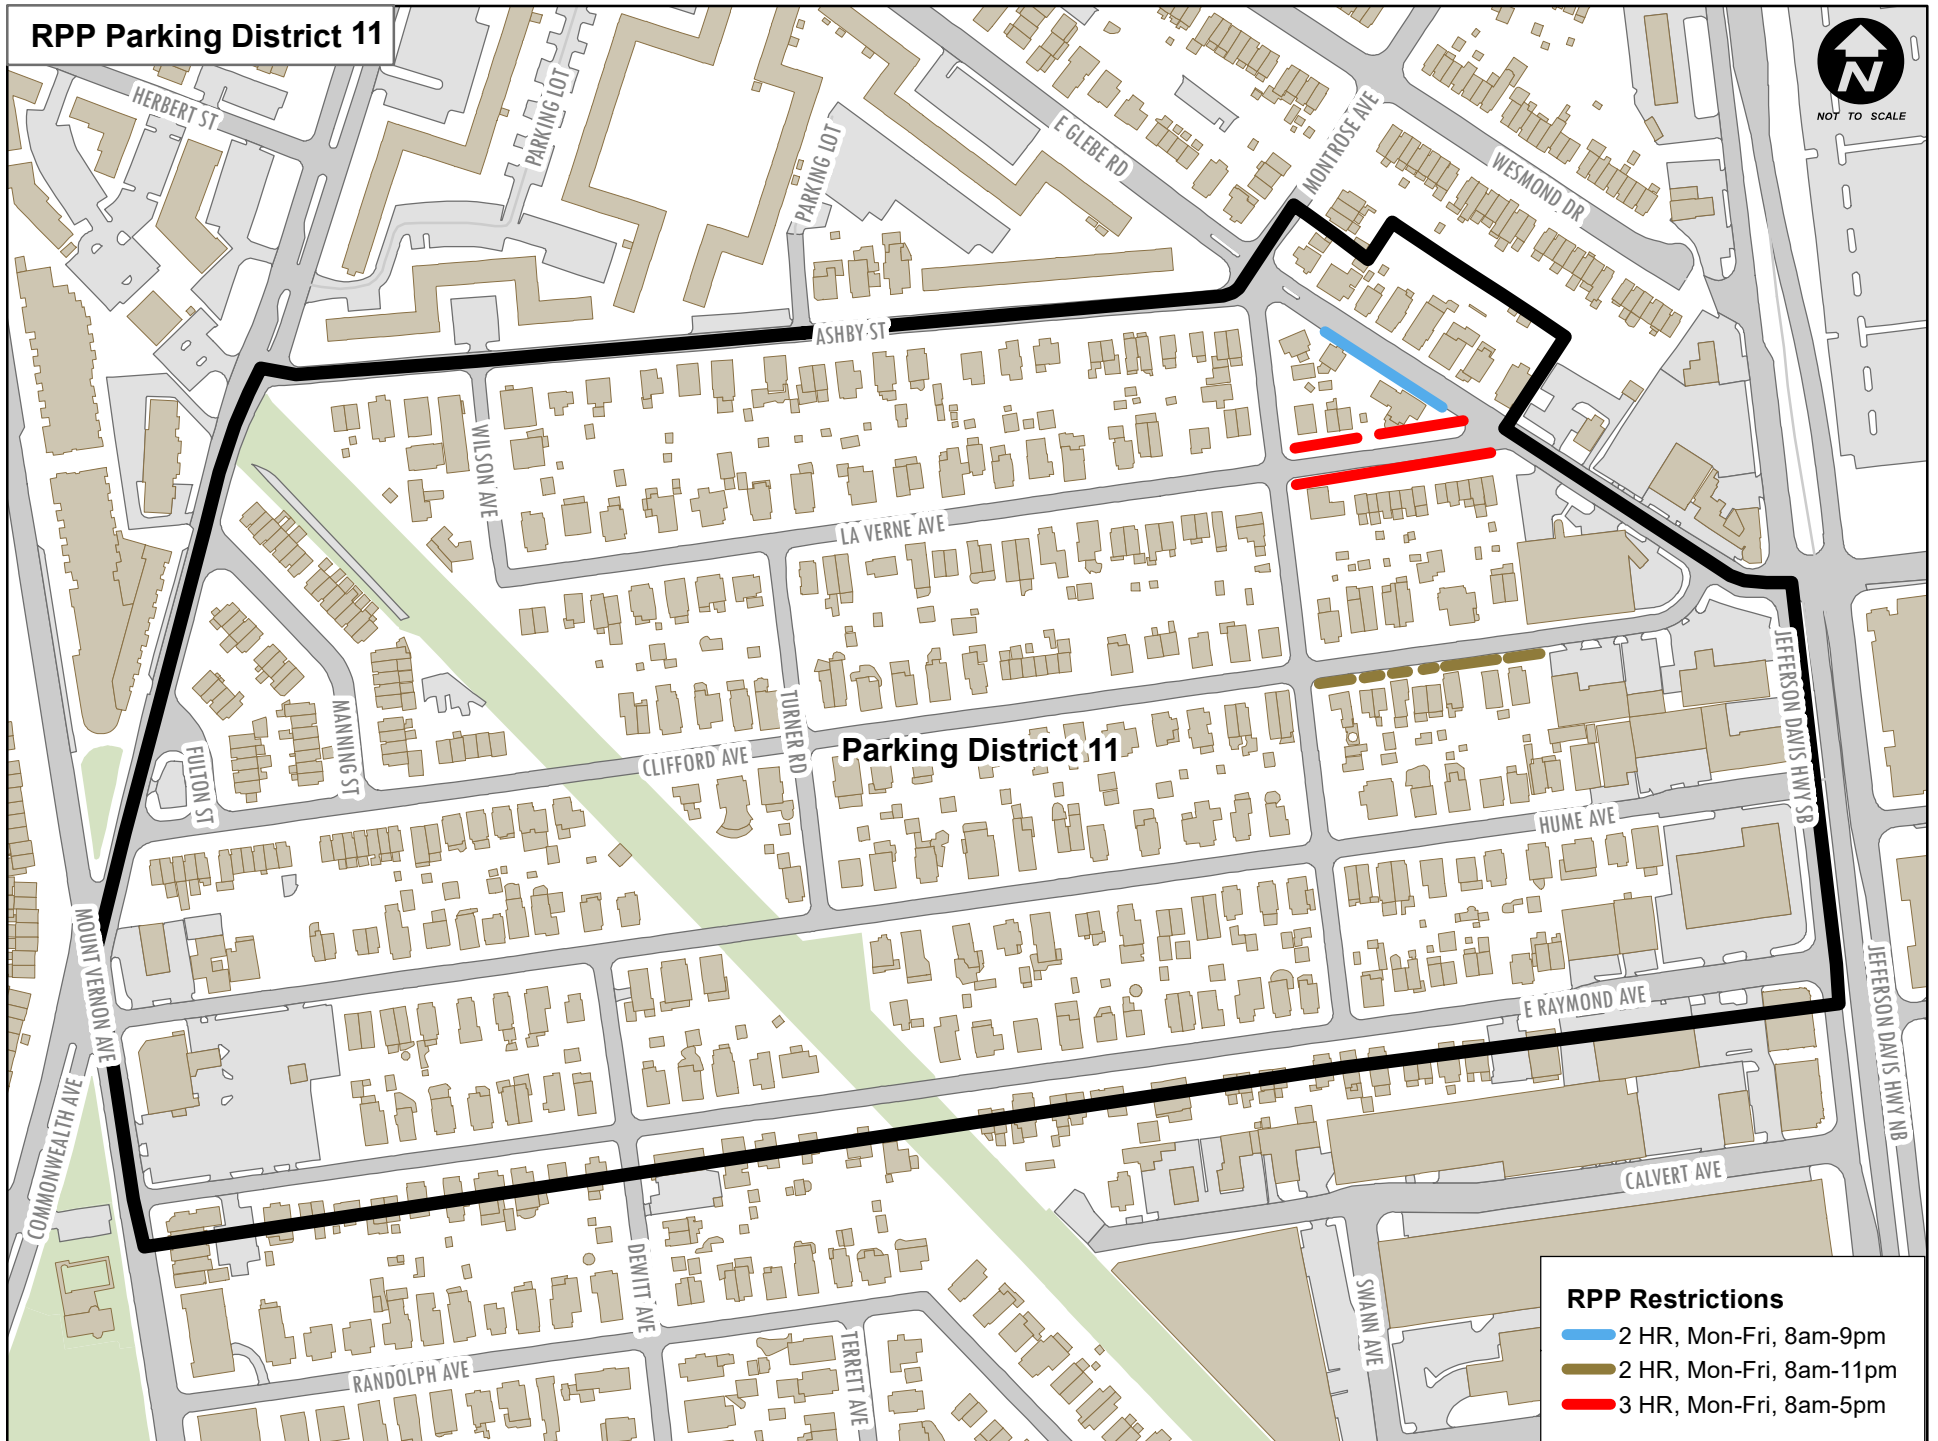 RPP Parking District 11
N
NOT TO SCALE
HERBERT ST
PARKING LOT
PARKING LOT
E GLEBE RD
MONTROSE AVE
WESMOND DR
ASHBY ST
WILSON AVE
LA VERNE AVE
JEFFERSON DAVIS HWY SB
TURNER RD
MANNING ST
FULTON ST
CLIFFORD AVE
Parking District 11
HUME AVE
MOUNT VERNON AVE
E RAYMOND AVE
JEFFERSON DAVIS HWY NB
COMMONWEALTH AVE
CALVERT AVE
DEWITT AVE
SWANN AVE
TERRETT AVE
RANDOLPH AVE
RPP Restrictions
2 HR, Mon-Fri, 8am-9pm
2 HR, Mon-Fri, 8am-11pm
3 HR, Mon-Fri, 8am-5pm